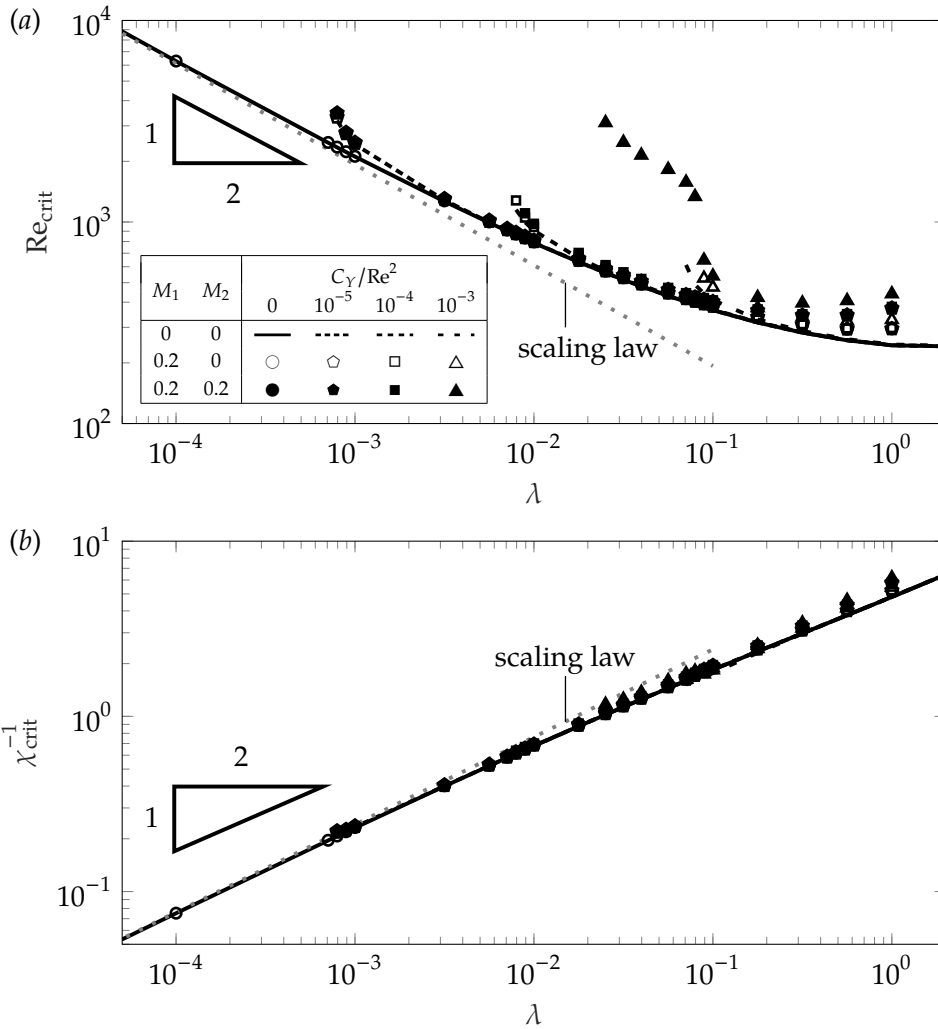 (a)
10^4
10^3
10^2
Re_crit
1
2
M_1 M_2 C_Y/Re^2
0 10^−5 10^−4 10^−3
0 0
0.2 0
0.2 0.2
scaling law
10^−4 10^−3 10^−2 10^−1 10^0
λ
(b)
10^1
10^0
10^−1
χ^−1_crit
2
1
scaling law
10^−4 10^−3 10^−2 10^−1 10^0
λ